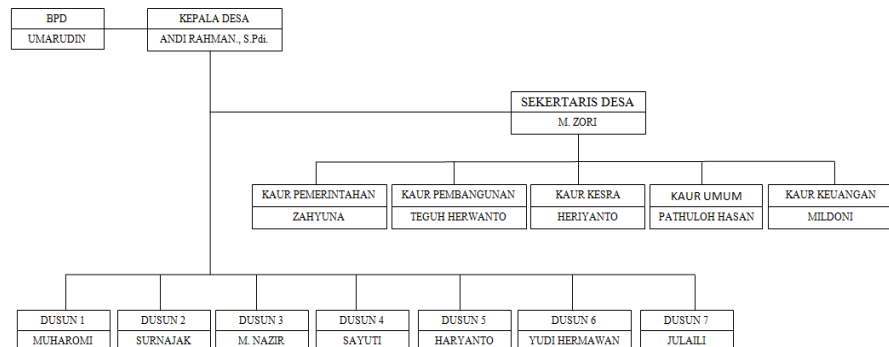 BPD
UMARUDIN
KEPALA DESA
ANDI RAHMAN., S.Pdi.
SEKERTARIS DESA
M. ZORI
KAUR PEMERINTAHAN
ZAHYUNA
KAUR PEMBANGUNAN
TEGUH HERWANTO
KAUR KESRA
HERIYANTO
KAUR UMUM
PATHULOH HASAN
KAUR KEUANGAN
MILDONI
DUSUN 1
MUHAROMI
DUSUN 2
SURNAJAK
DUSUN 3
M. NAZIR
DUSUN 4
SAYUTI
DUSUN 5
HARYANTO
DUSUN 6
YUDI HERMAWAN
DUSUN 7
JULAILI